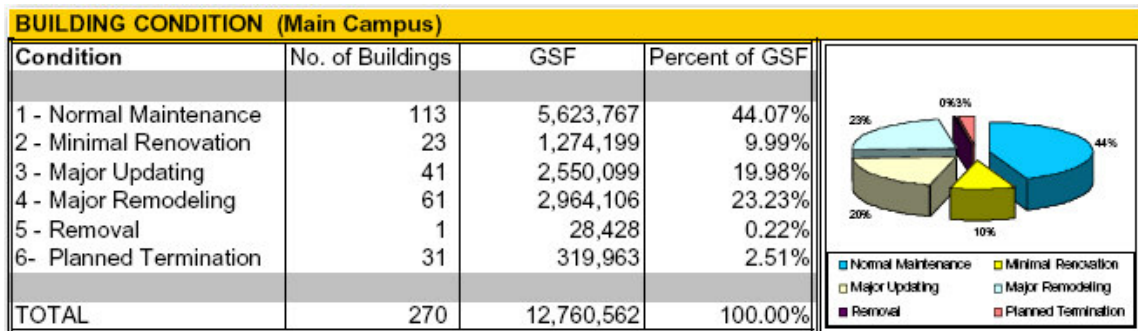 BUILDING CONDITION (Main Campus)
Condition No. of Buildings GSF Percent of GSF
1 - Normal Maintenance 113 5,623,767 44.07%
2 - Minimal Renovation 23 1,274,199 9.99%
3 - Major Updating 41 2,550,099 19.98%
4 - Major Remodeling 61 2,964,106 23.23%
5 - Removal 1 28,428 0.22%
6- Planned Termination 31 319,963 2.51%
TOTAL 270 12,760,562 100.00%
0%3%
23%
44%
20%
10%
Normal Maintenance Minimal Renovation
Major Updating Major Remodeling
Removal Planned Termination